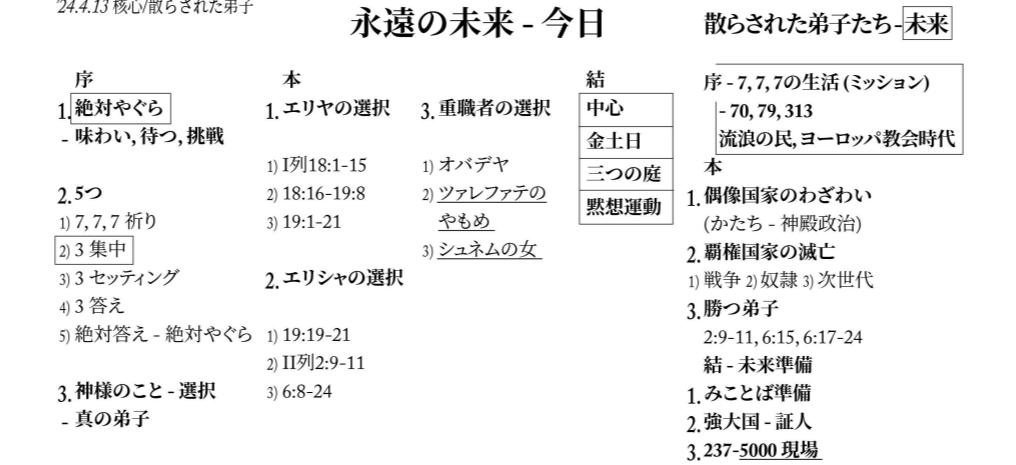 '24.4.13 核心/散らされた弟子
永遠の未来 - 今日
序
1. 絶対やぐら
- 味わい, 待つ, 挑戦
2. 5つ
1) 7, 7, 7 祈り
2) 3 集中
3) 3 セッティング
4) 3 答え
5) 絶対答え - 絶対やぐら
3. 神様のこと - 選択
- 真の弟子
本
1. エリヤの選択
1) I列18:1-15
2) 18:16-19:8
3) 19:1-21
2. エリシャの選択
1) 19:19-21
2) II列2:9-11
3) 6:8-24
3. 重職者の選択
1) オバデヤ
2) ツァレファテの
やもめ
3) シュネムの女
結
中心
金土日
三つの庭
黙想運動
散らされた弟子たち-未来
序 - 7, 7, 7の生活 (ミッション)
- 70, 79, 313
流浪の民, ヨーロッパ教会時代
本
1. 偶像国家のわざわい
(かたち - 神殿政治)
2. 覇権国家の滅亡
1) 戦争 2) 奴隷 3) 次世代
3. 勝つ弟子
2:9-11, 6:15, 6:17-24
結 - 未来準備
1. みことば準備
2. 強大国 - 証人
3. 237-5000 現場